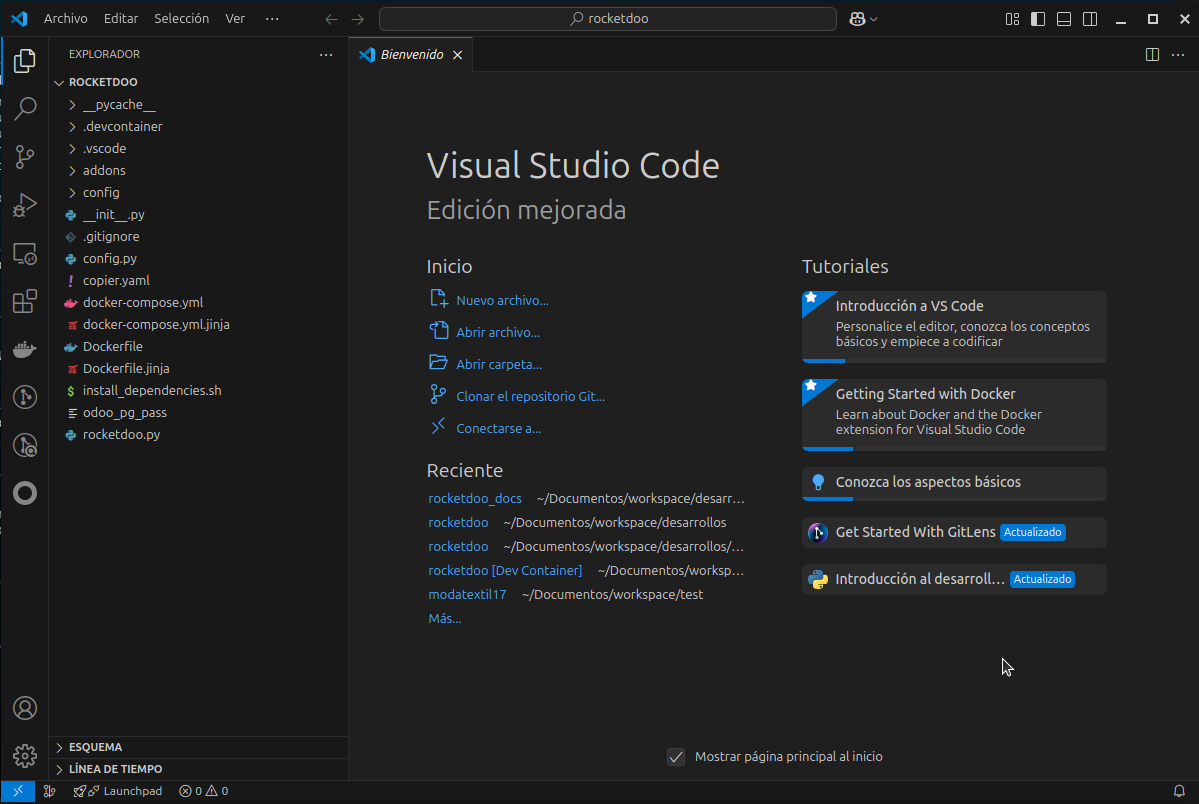 Archivo Editar Selección Ver ···
rocketdoo
EXPLORADOR ···
Bienvenido
ROCKETDOO
__pycache__
.devcontainer
.vscode
addons
config
__init__.py
.gitignore
config.py
! copier.yaml
docker-compose.yml
docker-compose.yml.jinja
Dockerfile
Dockerfile.jinja
$ install_dependencies.sh
odoo_pg_pass
rocketdoo.py
ESQUEMA
LÍNEA DE TIEMPO
Visual Studio Code
Edición mejorada
Inicio
Nuevo archivo...
Abrir archivo...
Abrir carpeta...
Clonar el repositorio Git...
Conectarse a...
Reciente
rocketdoo_docs ~/Documentos/workspace/desarr...
rocketdoo ~/Documentos/workspace/desarrollos
rocketdoo ~/Documentos/workspace/desarrollos/...
rocketdoo [Dev Container] ~/Documentos/worksp...
modatextil17 ~/Documentos/workspace/test
Más...
Tutoriales
Introducción a VS Code
Personalice el editor, conozca los conceptos
básicos y empiece a codificar
Getting Started with Docker
Learn about Docker and the Docker
extension for Visual Studio Code
Conozca los aspectos básicos
Get Started With GitLens Actualizado
Introducción al desarroll... Actualizado
Mostrar página principal al inicio
Launchpad 0 0